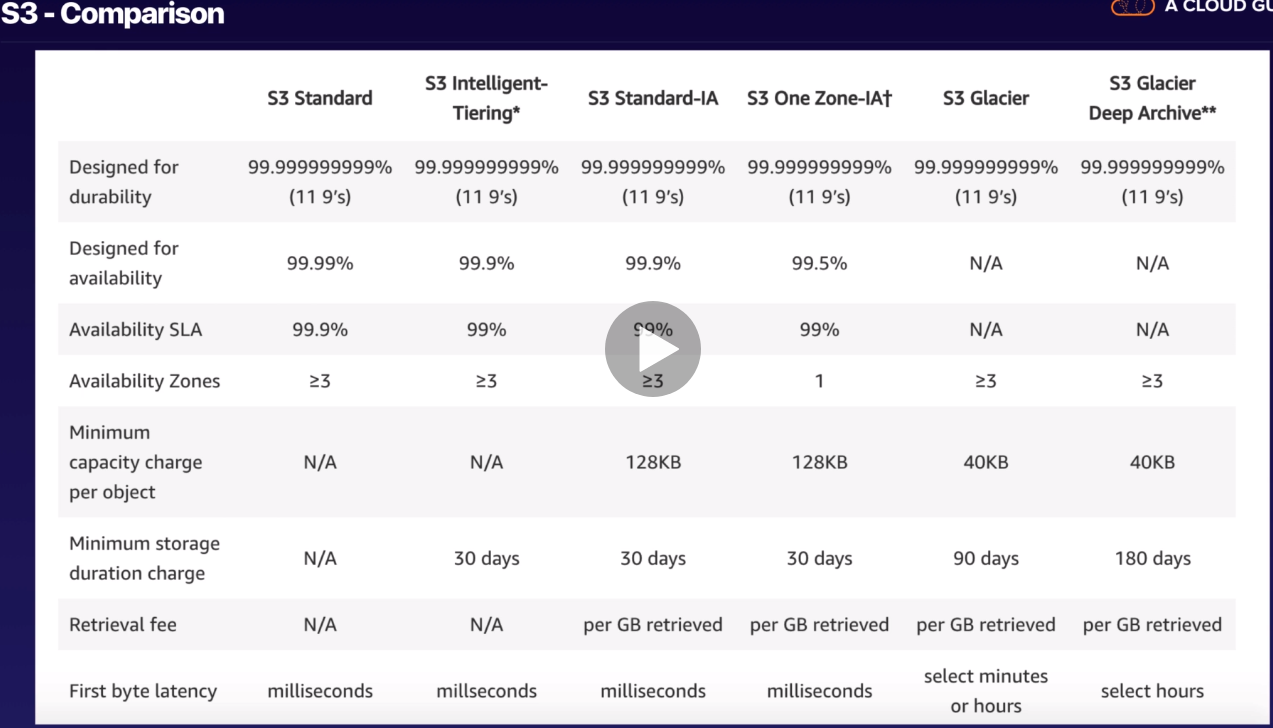 S3 - Comparison
A CLOUD GU
S3 Standard
S3 Intelligent-
Tiering*
S3 Standard-IA
S3 One Zone-IA†
S3 Glacier
S3 Glacier
Deep Archive**
Designed for
durability
99.999999999%
(11 9’s)
99.999999999%
(11 9’s)
99.999999999%
(11 9’s)
99.999999999%
(11 9’s)
99.999999999%
(11 9’s)
99.999999999%
(11 9’s)
Designed for
availability
99.99%
99.9%
99.9%
99.5%
N/A
N/A
Availability SLA
99.9%
99%
99%
99%
N/A
N/A
Availability Zones
≥3
≥3
≥3
1
≥3
≥3
Minimum
capacity charge
per object
N/A
N/A
128KB
128KB
40KB
40KB
Minimum storage
duration charge
N/A
30 days
30 days
30 days
90 days
180 days
Retrieval fee
N/A
N/A
per GB retrieved
per GB retrieved
per GB retrieved
per GB retrieved
First byte latency
milliseconds
millseconds
milliseconds
milliseconds
select minutes
or hours
select hours